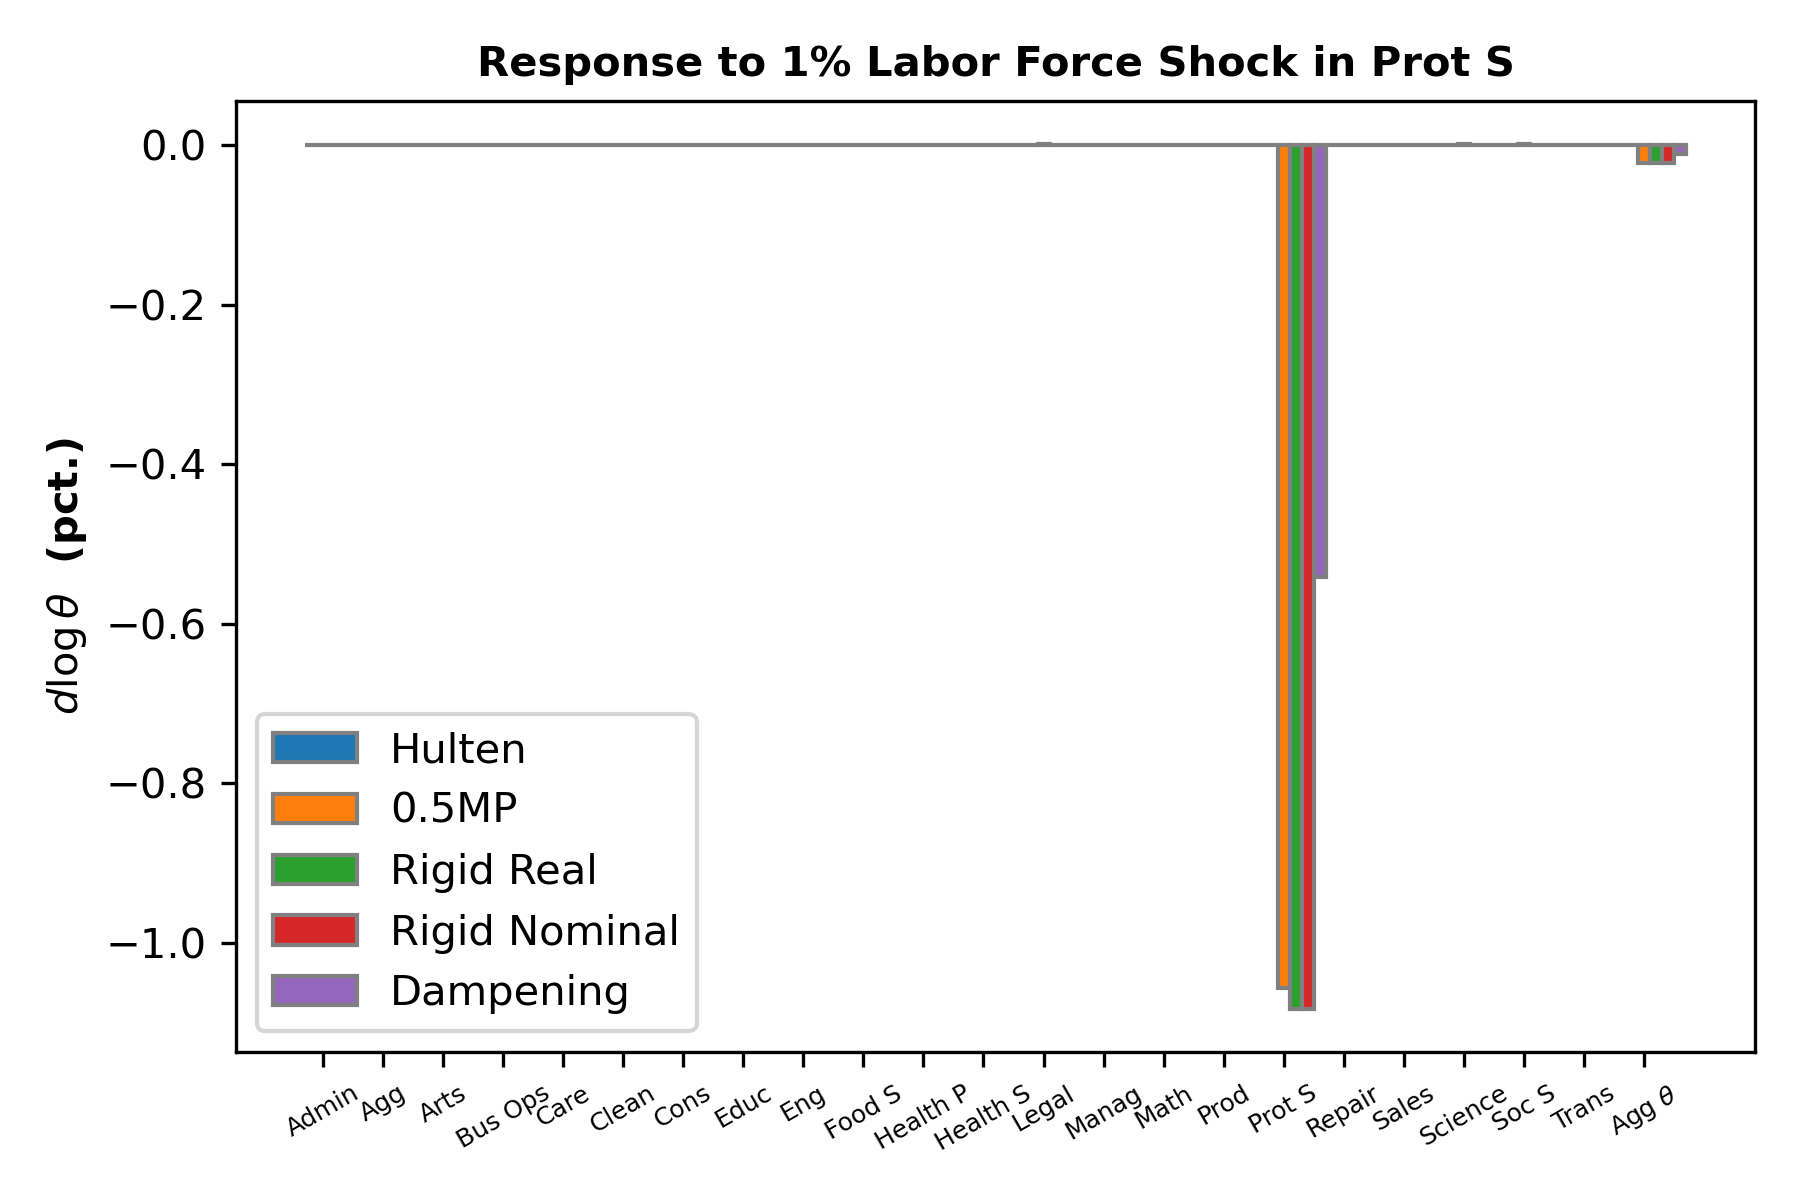 Response to 1% Labor Force Shock in Prot S
0.0
−0.2
−0.4
−0.6
−0.8
−1.0
dlog θ (pct.)
Hulten
0.5MP
Rigid Real
Rigid Nominal
Dampening
Admin
Agg
Arts
Bus Ops
Care
Clean
Cons
Educ
Eng
Food S
Health P
Health S
Legal
Manag
Math
Prod
Prot S
Repair
Sales
Science
Soc S
Trans
Agg θ